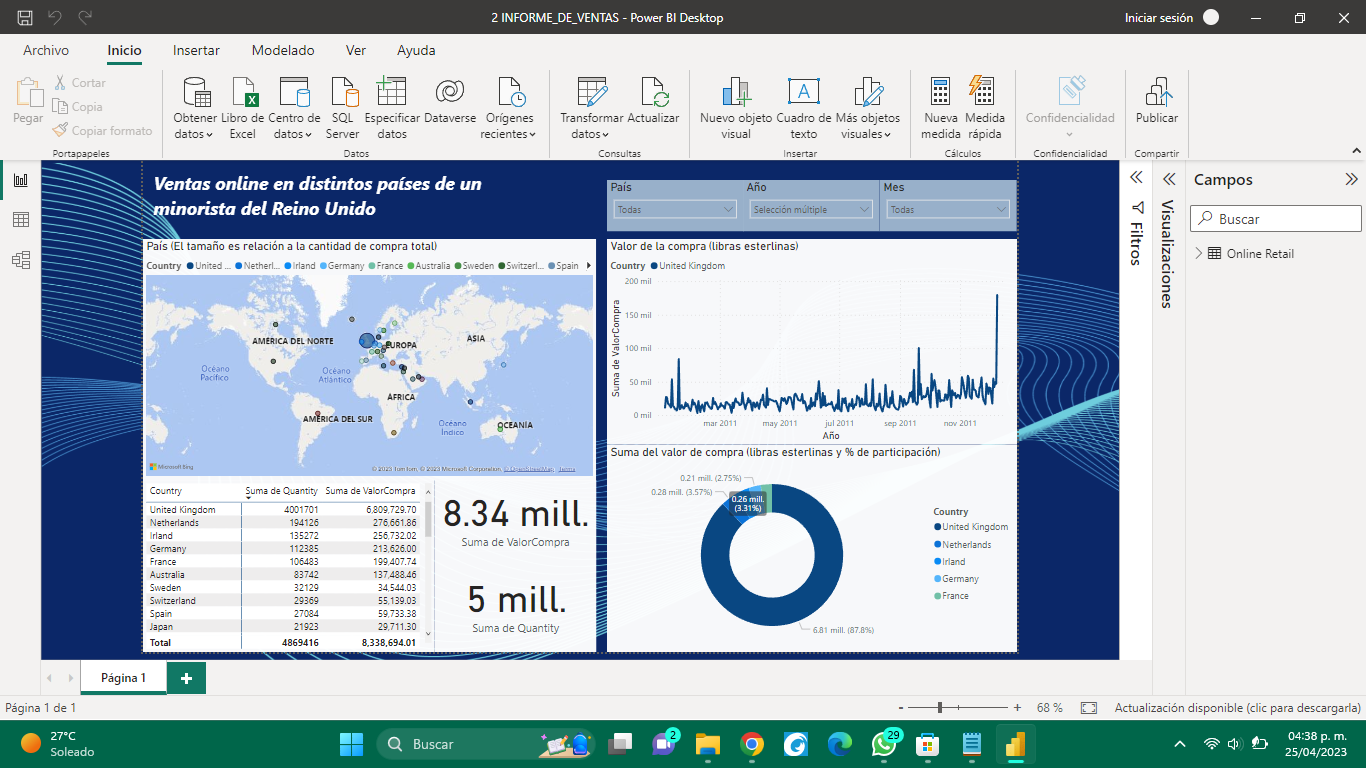 2 INFORME_DE_VENTAS - Power BI Desktop
Iniciar sesión
Archivo Inicio Insertar Modelado Ver Ayuda
Pegar
Cortar
Copia
Copiar formato
Portapapeles
Obtener datos
Libro de Excel
Centro de datos
SQL Server
Especificar datos
Dataverse
Orígenes recientes
Datos
Transformar datos
Actualizar
Consultas
Nuevo objeto visual
Cuadro de texto
Más objetos visuales
Insertar
Nueva medida
Medida rápida
Cálculos
Confidencialidad
Confidencialidad
Publicar
Compartir
Ventas online en distintos países de un
minorista del Reino Unido
País Año Mes
Todas Selección múltiple Todas
País (El tamaño es relación a la cantidad de compra total)
Country United ... Netherl... Irland Germany France Australia Sweden Switzerl... Spain
AMÉRICA DEL NORTE
EUROPA
ASIA
Océano Pacífico
Océano Atlántico
ÁFRICA
AMÉRICA DEL SUR
Océano Índico
OCEANÍA
Microsoft Bing
© 2023 TomTom, © 2023 Microsoft Corporation, © OpenStreetMap Terms
Country Suma de Quantity Suma de ValorCompra
United Kingdom 4001701 6,809,729.70
Netherlands 194126 276,661.86
Irland 135272 256,732.02
Germany 112385 213,626.00
France 106483 199,407.74
Australia 83742 137,488.46
Sweden 32129 34,544.03
Switzerland 29369 55,139.03
Spain 27084 59,733.38
Japan 21923 29,711.30
Total 4869416 8,338,694.01
8.34 mill.
Suma de ValorCompra
5 mill.
Suma de Quantity
Valor de la compra (libras esterlinas)
Country United Kingdom
Suma de ValorCompra
200 mil
150 mil
100 mil
50 mil
0 mil
mar 2011 may 2011 jul 2011 sep 2011 nov 2011
Año
Suma del valor de compra (libras esterlinas y % de participación)
0.21 mill. (2.75%)
0.28 mill. (3.57%)
0.26 mill.
(3.31%)
6.81 mill. (87.8%)
Country
United Kingdom
Netherlands
Irland
Germany
France
Filtros
Visualizaciones
Campos
Buscar
Online Retail
Página 1
Página 1 de 1
- + 68 %
Actualización disponible (clic para descargarla)
27°C
Soleado
Buscar
2
29
04:38 p. m.
25/04/2023